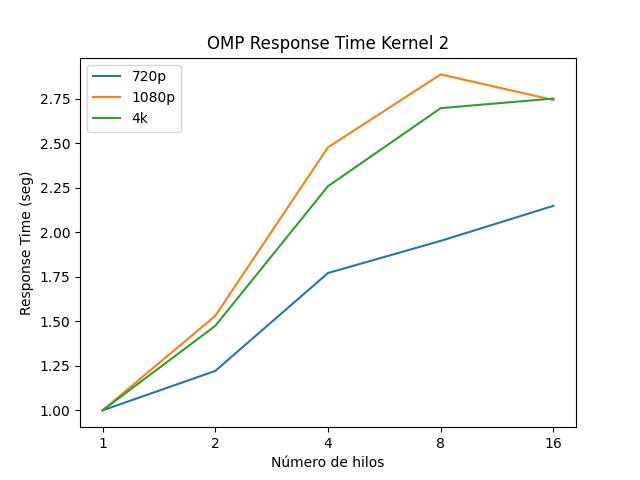 OMP Response Time Kernel 2
720p
1080p
4k
Response Time (seg)
2.75
2.50
2.25
2.00
1.75
1.50
1.25
1.00
1 2 4 8 16
Número de hilos